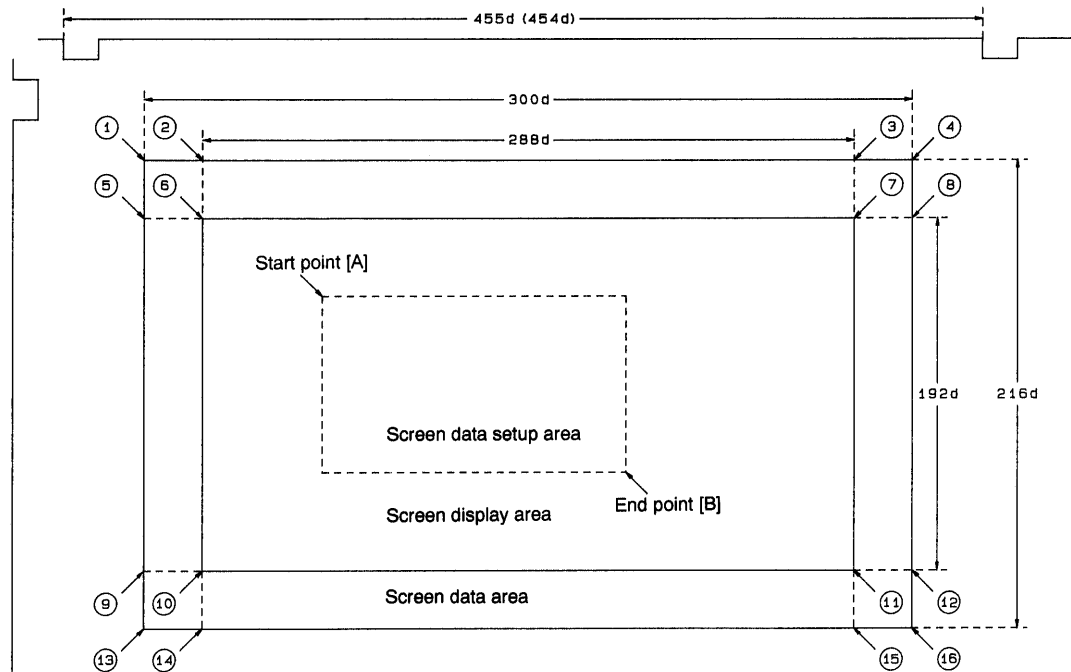 455d (454d)
300d
① ② 288d ③ ④
⑤ ⑥ ⑦ ⑧
Start point [A]
192d 216d
Screen data setup area
End point [B]
Screen display area
⑨ ⑩ Screen data area ⑪ ⑫
⑬ ⑭ ⑮ ⑯